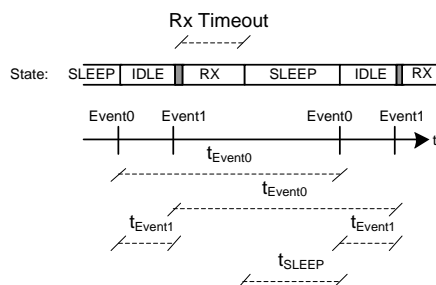 Rx Timeout
State: SLEEP IDLE RX SLEEP IDLE RX
Event0 Event1 Event0 Event1 t
tEvent0
tEvent0
tEvent1 tEvent1
tSLEEP